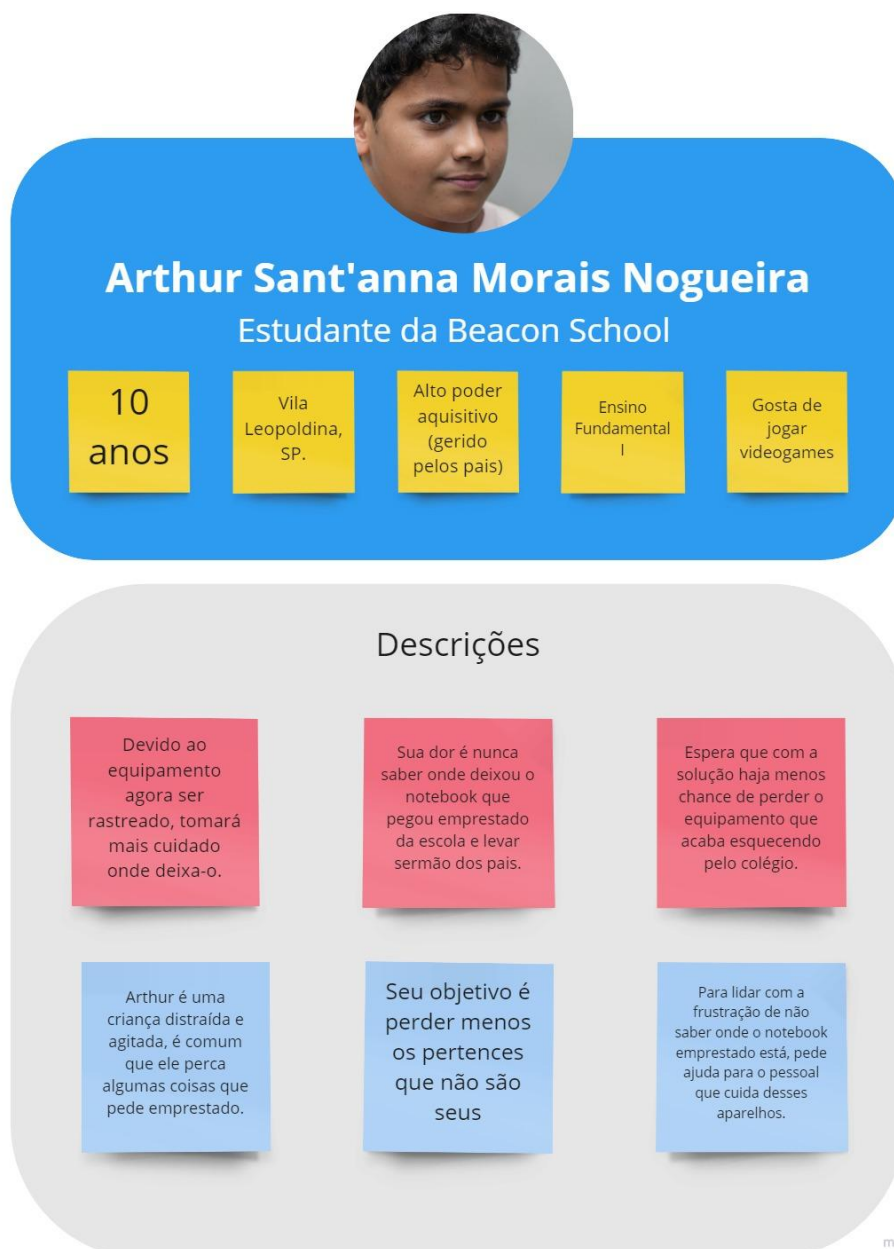 Arthur Sant'anna Morais Nogueira
Estudante da Beacon School
10
anos
Vila
Leopoldina,
SP.
Alto poder
aquisitivo
(gerido
pelos pais)
Ensino
Fundamental
I
Gosta de
jogar
videogames
Descrições
Devido ao
equipamento
agora ser
rastreado, tomará
mais cuidado
onde deixa-o.
Sua dor é nunca
saber onde deixou o
notebook que
pegou emprestado
da escola e levar
sermão dos pais.
Espera que com a
solução haja menos
chance de perder o
equipamento que
acaba esquecendo
pelo colégio.
Arthur é uma
criança distraída e
agitada, é comum
que ele perca
algumas coisas que
pede emprestado.
Seu objetivo é
perder menos
os pertences
que não são
seus
Para lidar com a
frustração de não
saber onde o notebook
emprestado está, pede
ajuda para o pessoal
que cuida desses
aparelhos.